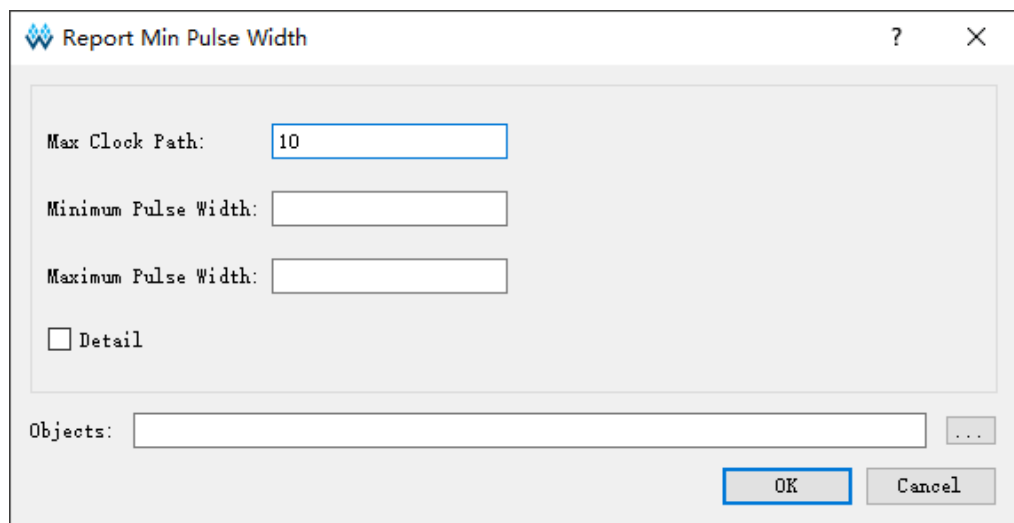 Report Min Pulse Width ?
Max Clock Path: 10
Minimum Pulse Width:
Maximum Pulse Width:
Detail
Objects: ...
OK Cancel